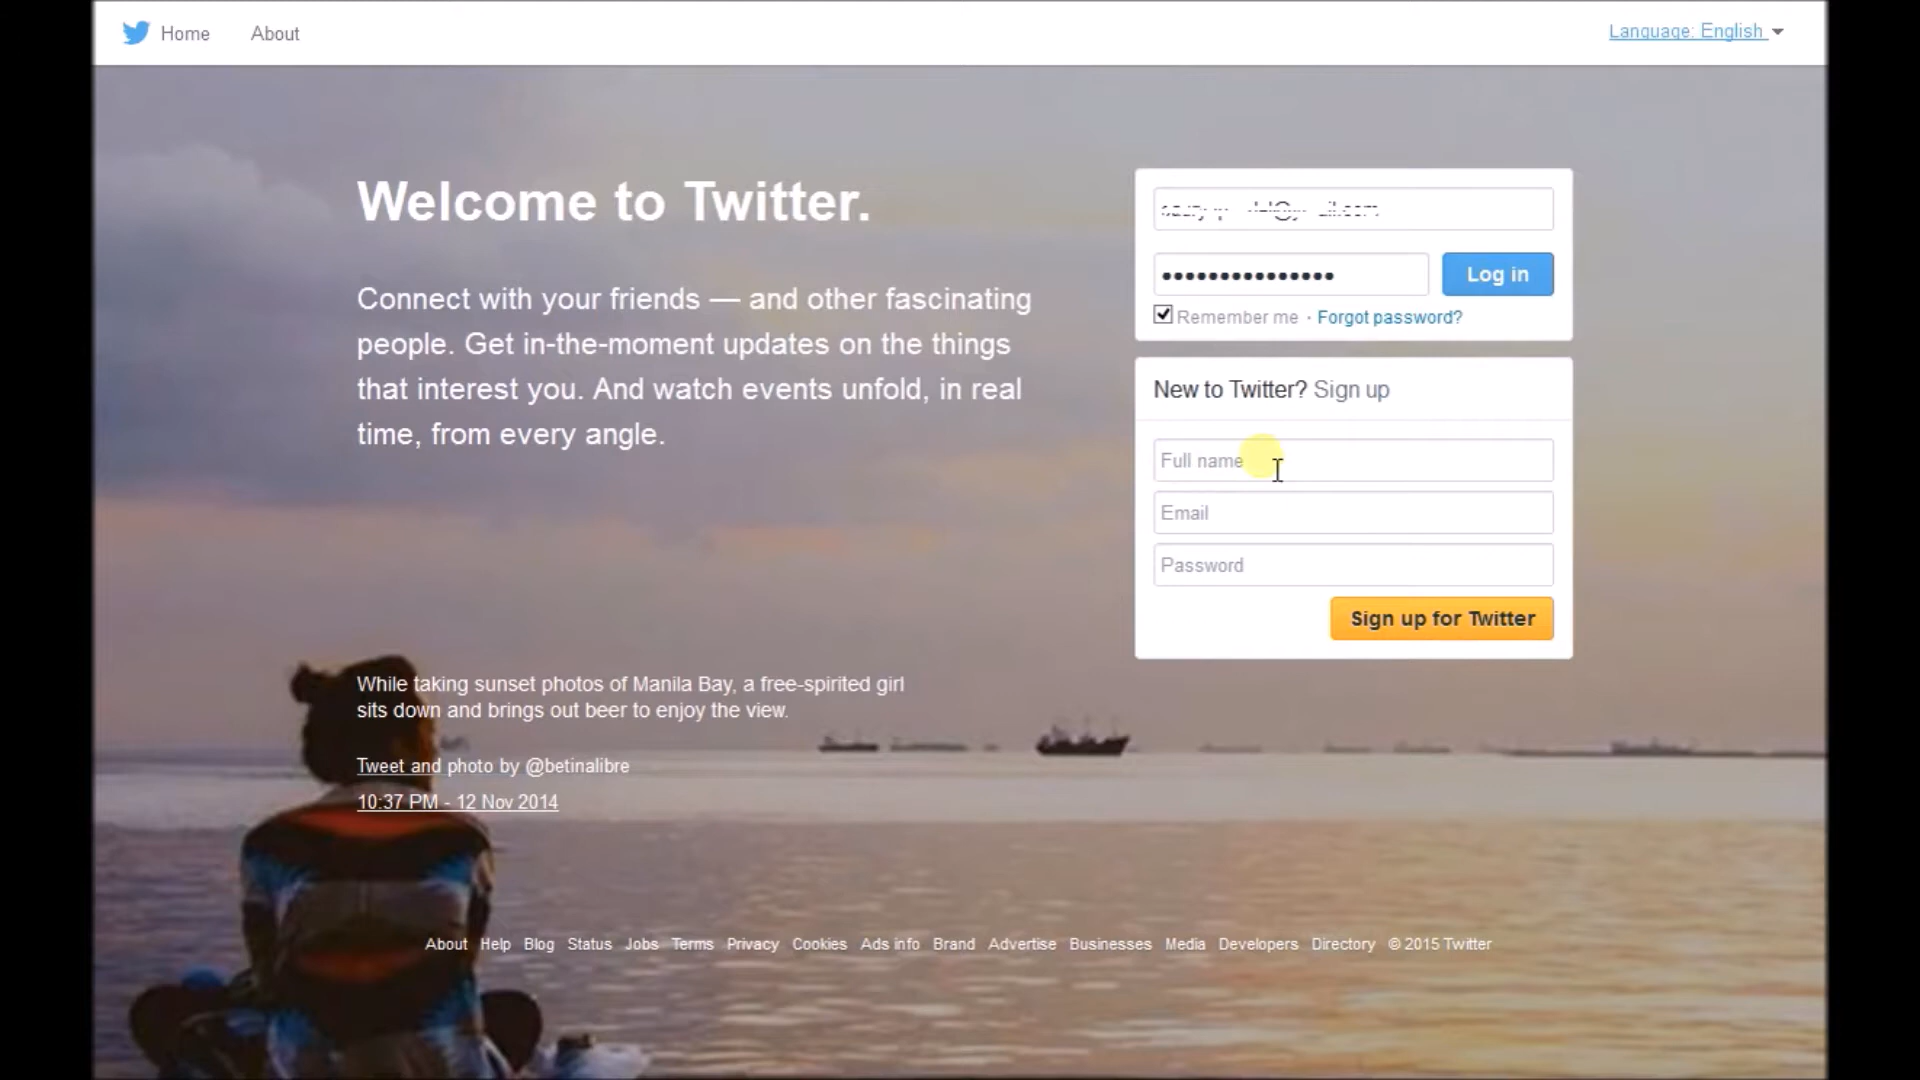 Home About
Language: English
Welcome to Twitter.
Connect with your friends — and other fascinating
people. Get in-the-moment updates on the things
that interest you. And watch events unfold, in real
time, from every angle.
Log in
Remember me · Forgot password?
New to Twitter? Sign up
Full name
Email
Password
Sign up for Twitter
While taking sunset photos of Manila Bay, a free-spirited girl
sits down and brings out beer to enjoy the view.
Tweet and photo by @betinalibre
10:37 PM - 12 Nov 2014
About Help Blog Status Jobs Terms Privacy Cookies Ads info Brand Advertise Businesses Media Developers Directory © 2015 Twitter